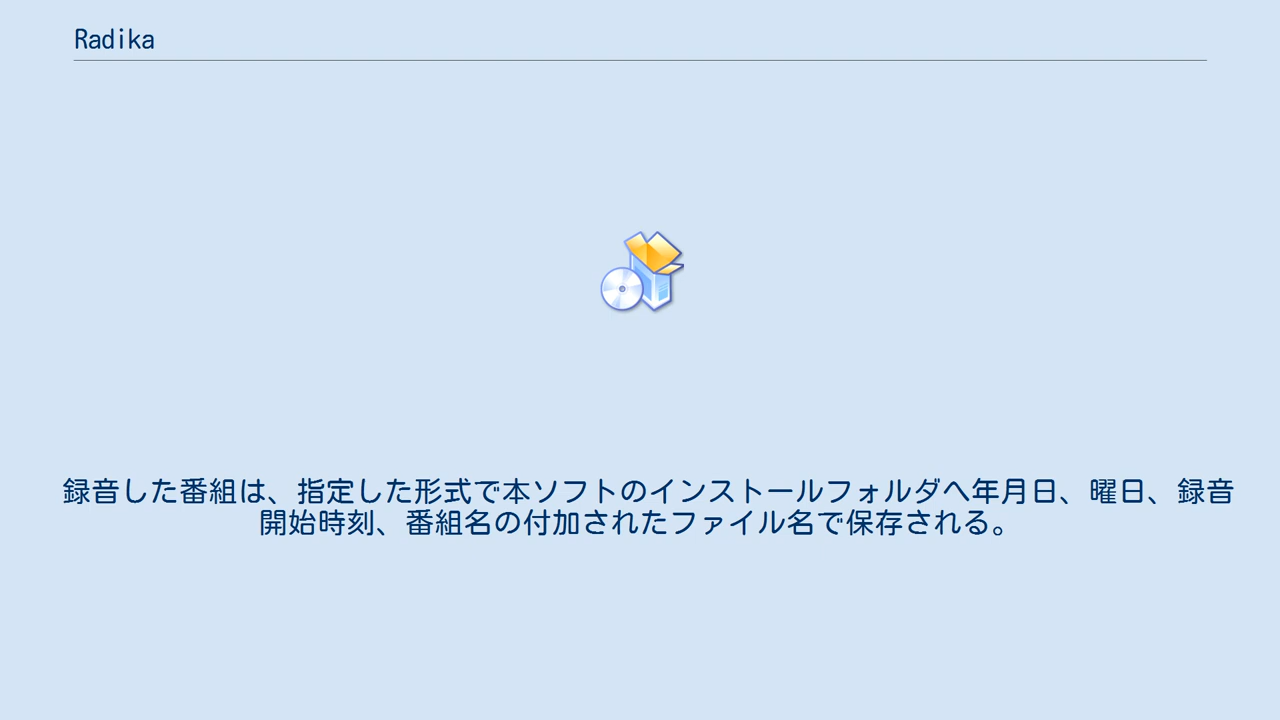 Radika
録音した番組は、指定した形式で本ソフトのインストールフォルダへ年月日、曜日、録音
開始時刻、番組名の付加されたファイル名で保存される。